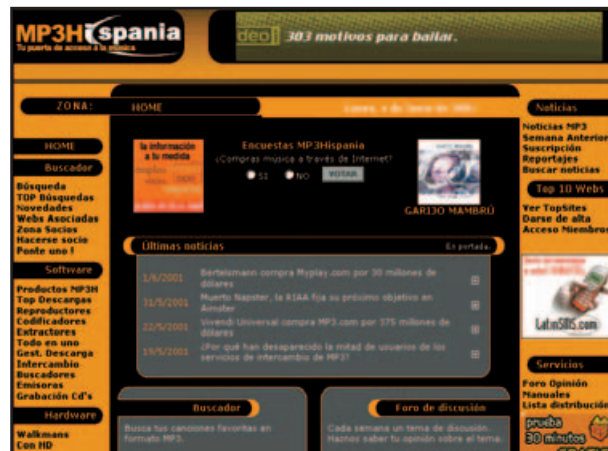 MP3Hispania
Tu puerta de acceso a la música
deo
303 motivos para bailar.
ZONA:
HOME
HOME
Buscador
Búsqueda
TOP Búsquedas
Novedades
Webs Asociadas
Zona Socios
Hacerse socio
Ponte uno !
Software
Productos MP3H
Top Descargas
Reproductores
Codificadores
Extractores
Todo en uno
Gest. Descarga
Intercambio
Buscadores
Emisoras
Grabación Cd's
Hardware
Walkmans
Con HD
la información
a tu medida
Encuestas MP3Hispania
¿Compras música a través de Internet?
SI
NO
VOTAR
GARIJO MAMBRÚ
Últimas noticias
En portada:
1/6/2001
Bertelsmann compra Myplay.com por 30 millones de
dólares
31/5/2001
Muerto Napster, la RIAA fija su próximo objetivo en
Aimster
22/5/2001
Vivendi Universal compra MP3.com por 375 millones de
dólares
19/5/2001
¿Por qué han desaparecido la mitad de usuarios de los
servicios de intercambio de MP3?
Buscador
Busca tus canciones favoritas en
formato MP3.
Foro de discusión
Cada semana un tema de discusión.
Haznos saber tu opinión sobre el tema.
Noticias
Noticias MP3
Semana Anterior
Suscripción
Reportajes
Buscar noticias
Top 10 Webs
Ver TopSites
Darse de alta
Acceso Miembros
LatinSMS.com
Servicios
Foro Opinión
Manuales
Lista distribución
prueba
30 minutos
GRATIS